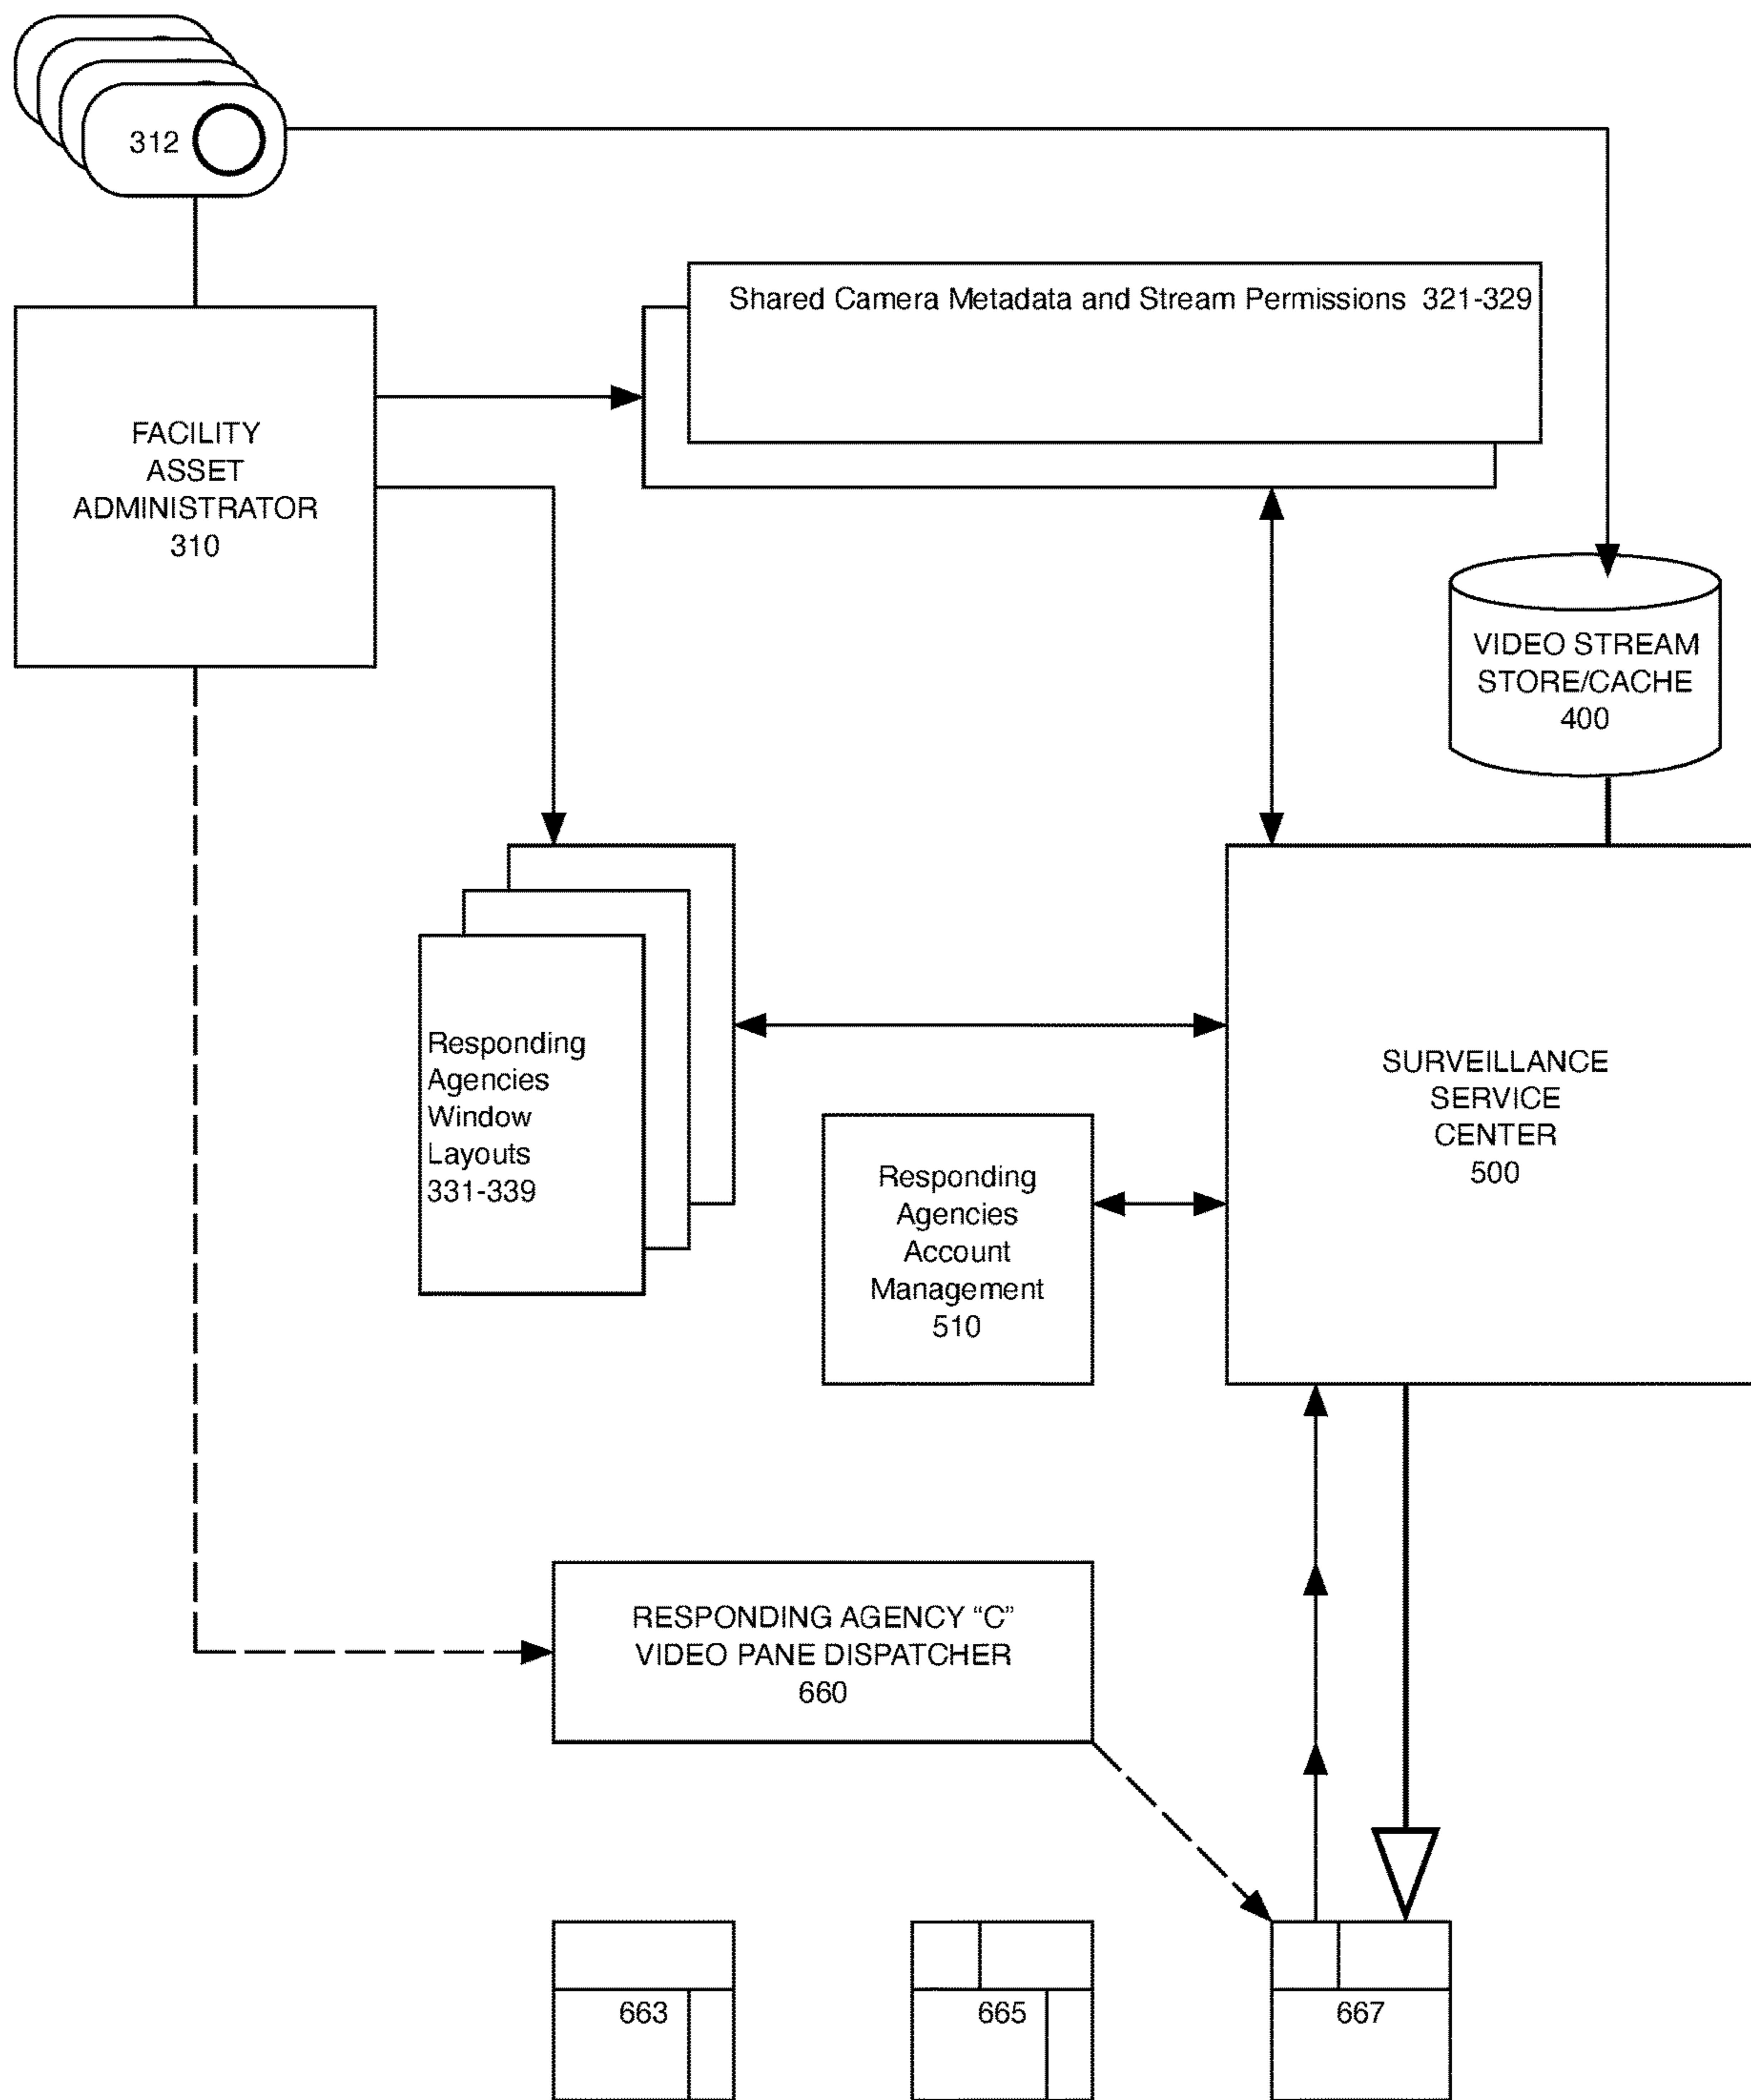 312
Shared Camera Metadata and Stream Permissions 321-329
FACILITY
ASSET
ADMINISTRATOR
310
VIDEO STREAM
STORE/CACHE
400
Responding
Agencies
Window
Layouts
331-339
SURVEILLANCE
SERVICE
CENTER
500
Responding
Agencies
Account
Management
510
RESPONDING AGENCY “C”
VIDEO PANE DISPATCHER
660
663
665
667